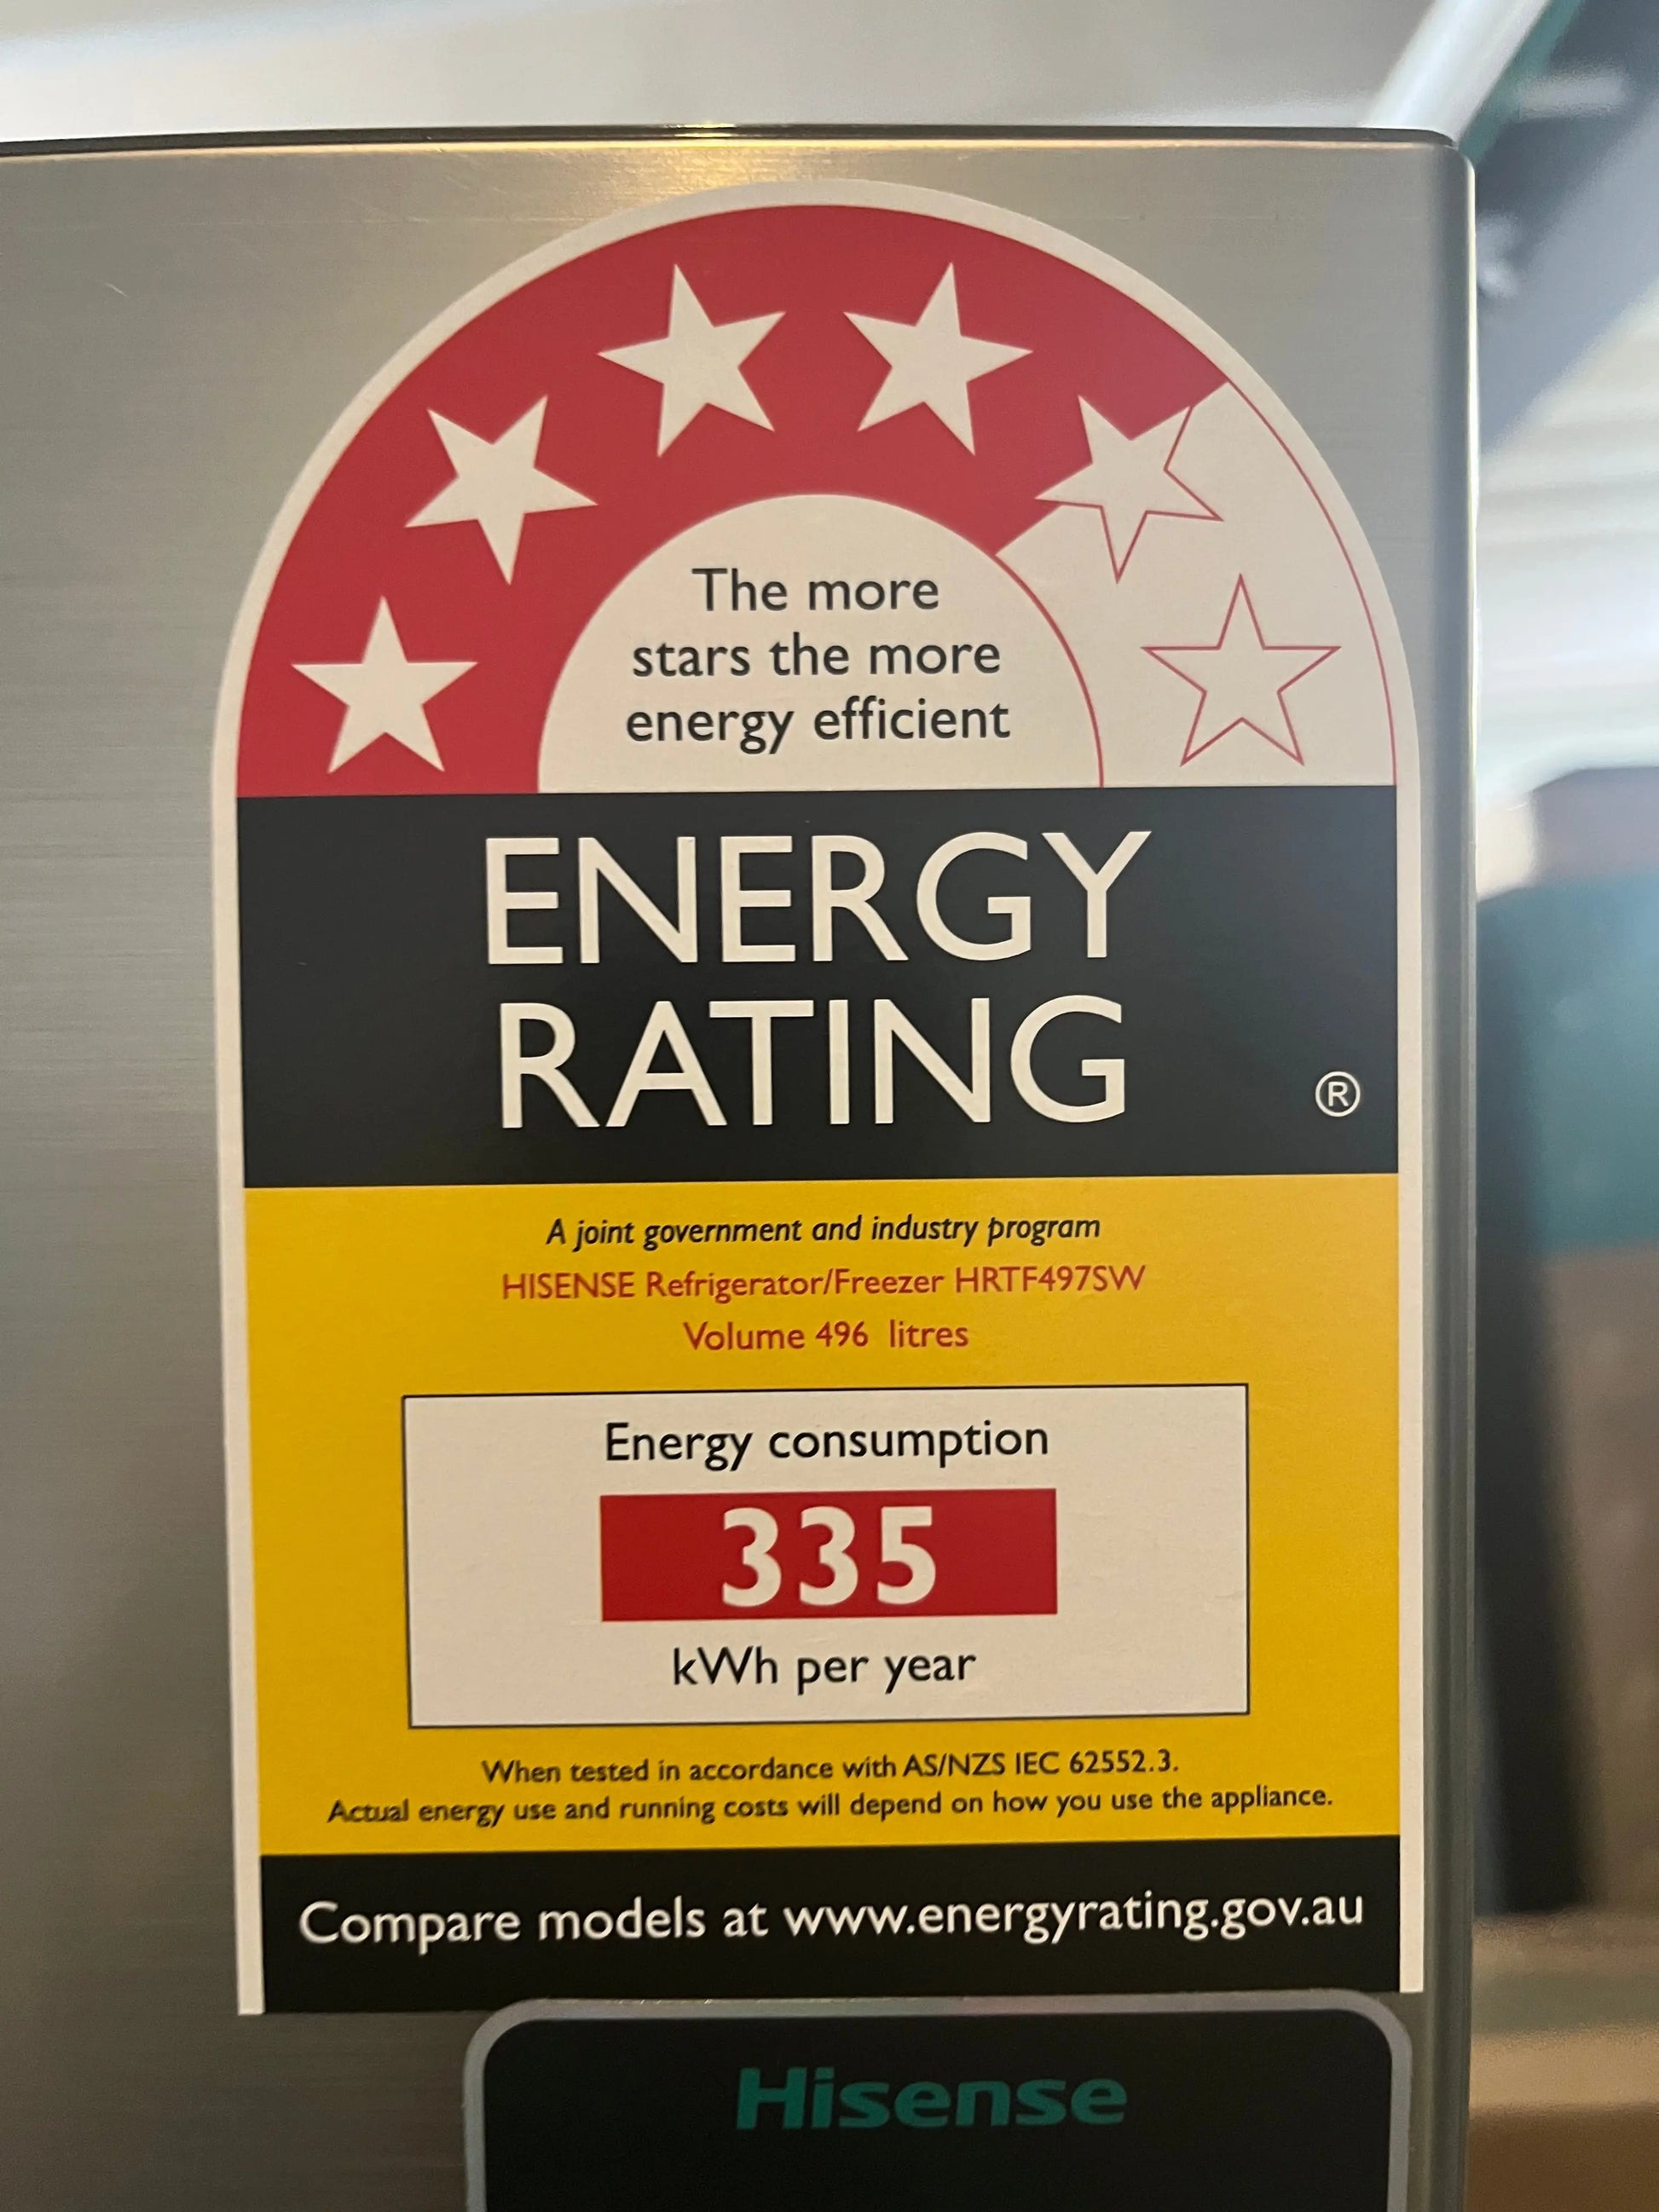 The more
stars the more
energy efficient
ENERGY
RATING
®
A joint government and industry program
HISENSE Refrigerator/Freezer HRTF497SW
Volume 496 litres
Energy consumption
335
kWh per year
When tested in accordance with AS/NZS IEC 62552.3.
Actual energy use and running costs will depend on how you use the appliance.
Compare models at www.energyrating.gov.au
Hisense